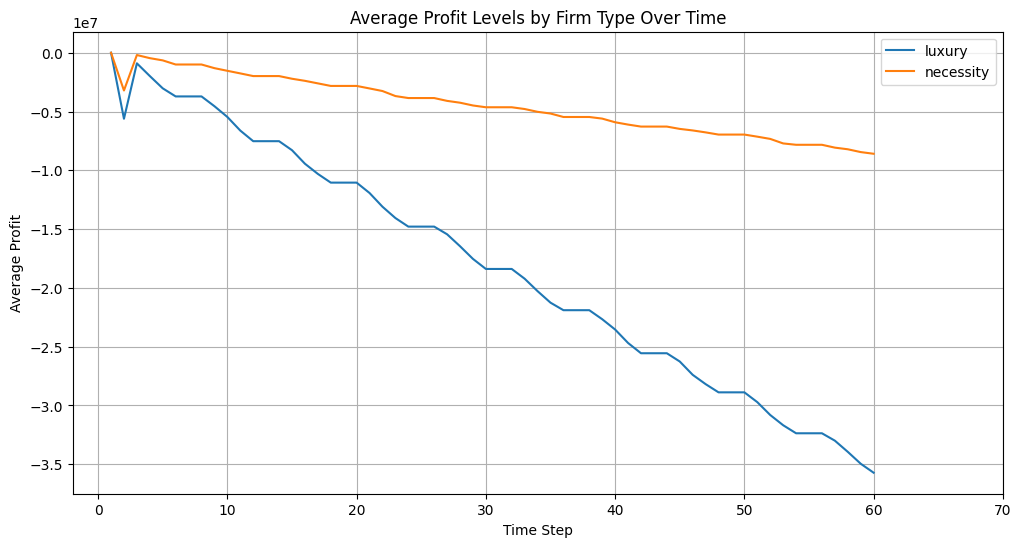 Average Profit Levels by Firm Type Over Time
1e7
luxury
necessity
0.0
−0.5
−1.0
−1.5
−2.0
−2.5
−3.0
−3.5
Average Profit
0 10 20 30 40 50 60 70
Time Step